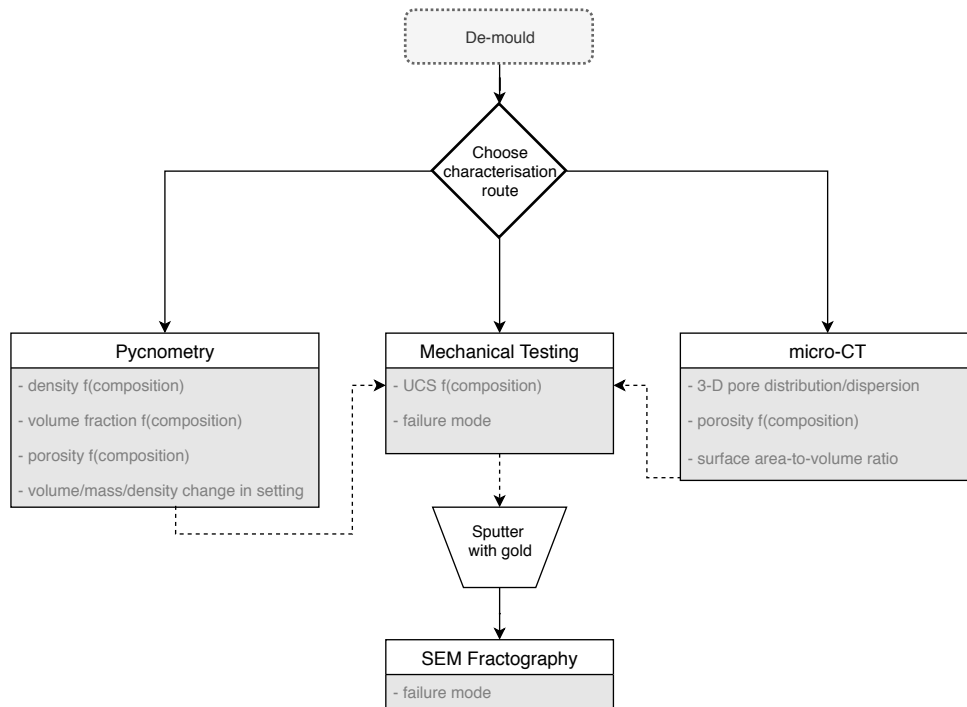 De-mould
Choose
characterisation
route
Pycnometry
- density f(composition)
- volume fraction f(composition)
- porosity f(composition)
- volume/mass/density change in setting
Mechanical Testing
- UCS f(composition)
- failure mode
micro-CT
- 3-D pore distribution/dispersion
- porosity f(composition)
- surface area-to-volume ratio
Sputter
with gold
SEM Fractography
- failure mode